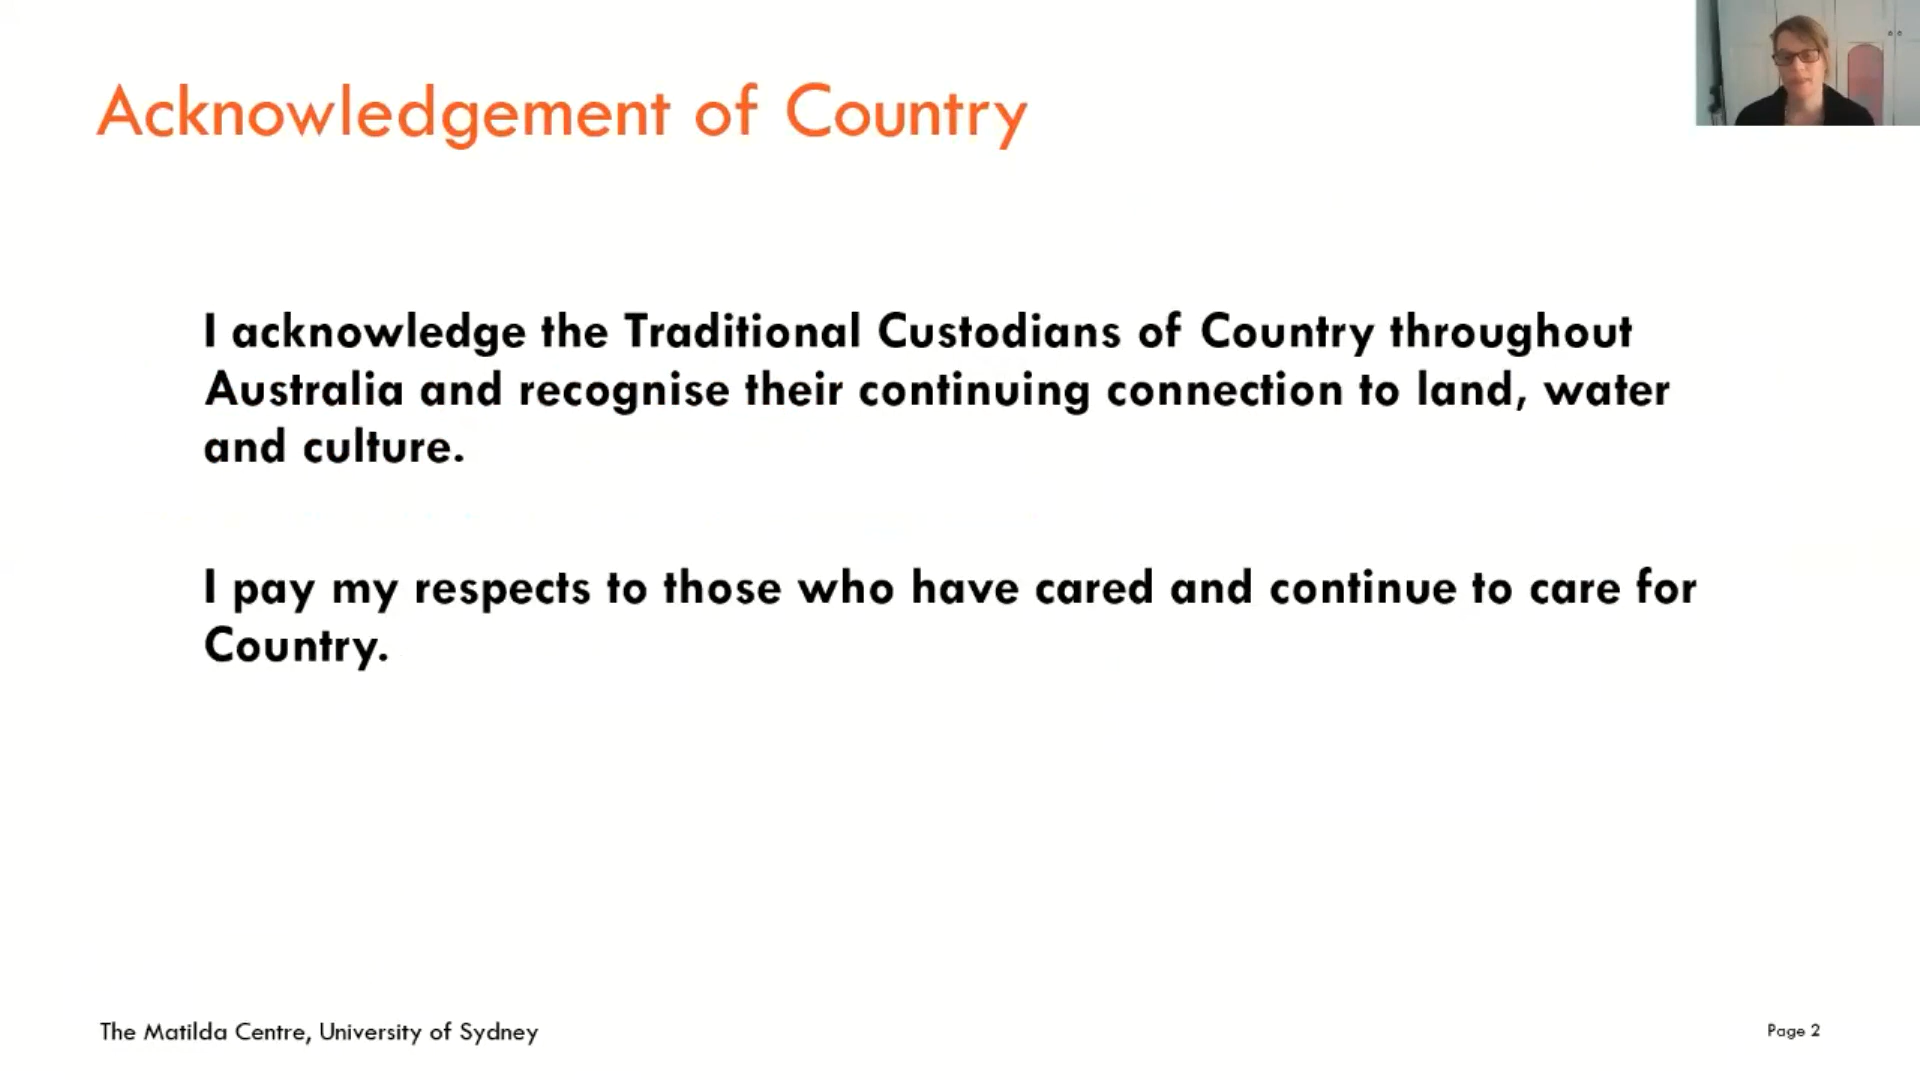 Acknowledgement of Country
I acknowledge the Traditional Custodians of Country throughout
Australia and recognise their continuing connection to land, water
and culture.
I pay my respects to those who have cared and continue to care for
Country.
The Matilda Centre, University of Sydney
Page 2